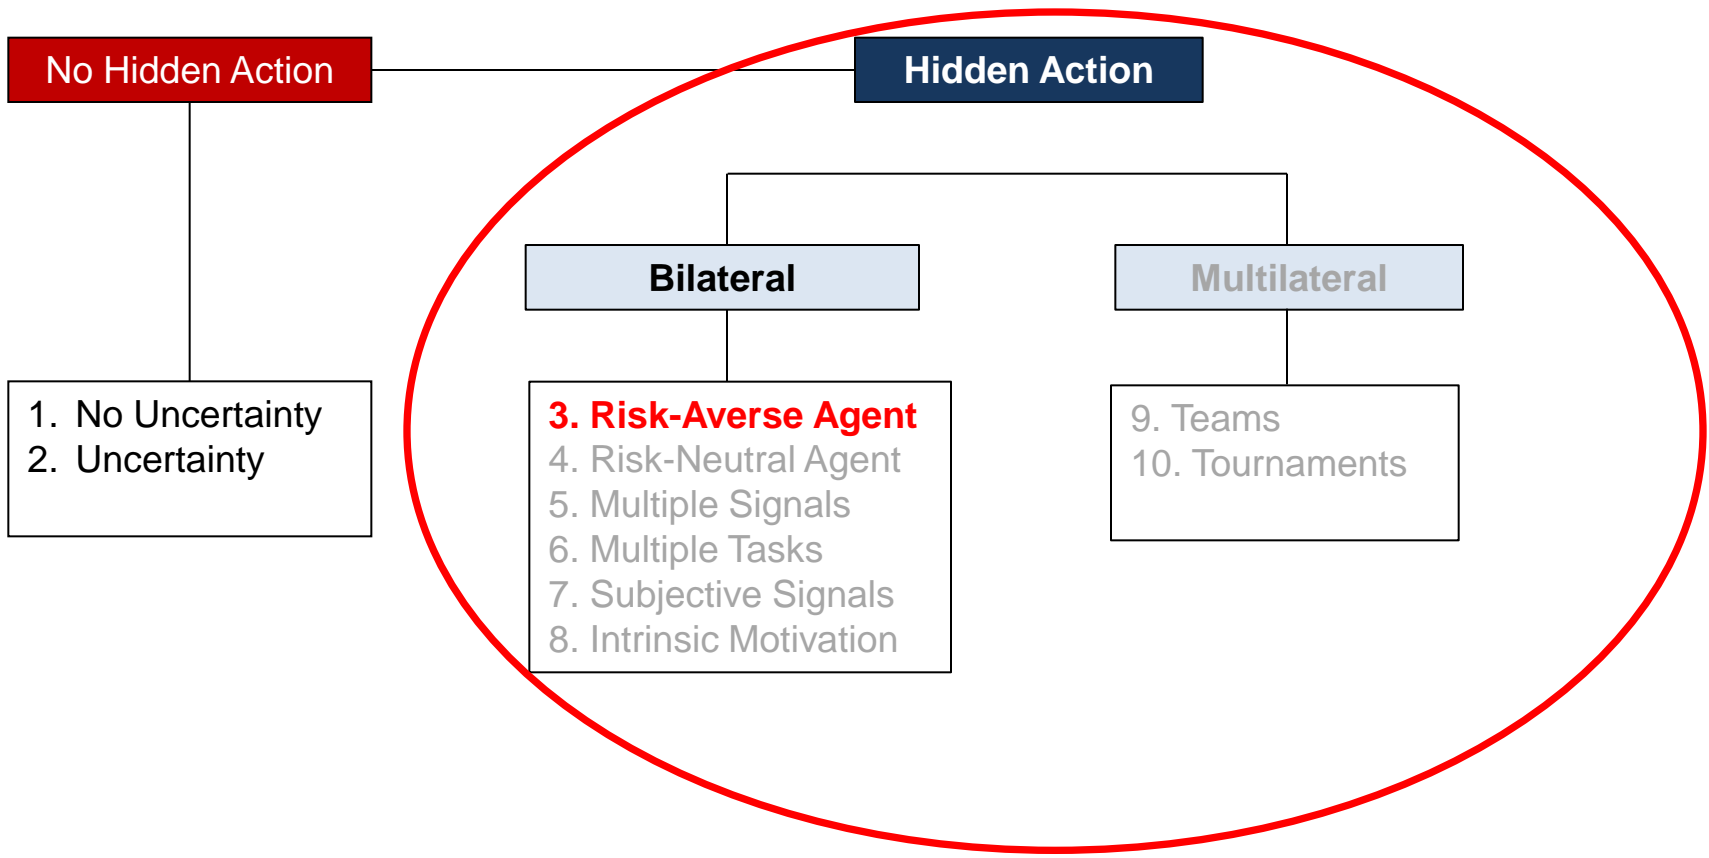 No Hidden Action
Hidden Action
Bilateral
Multilateral
1. No Uncertainty
2. Uncertainty
3. Risk-Averse Agent
4. Risk-Neutral Agent
5. Multiple Signals
6. Multiple Tasks
7. Subjective Signals
8. Intrinsic Motivation
9. Teams
10. Tournaments